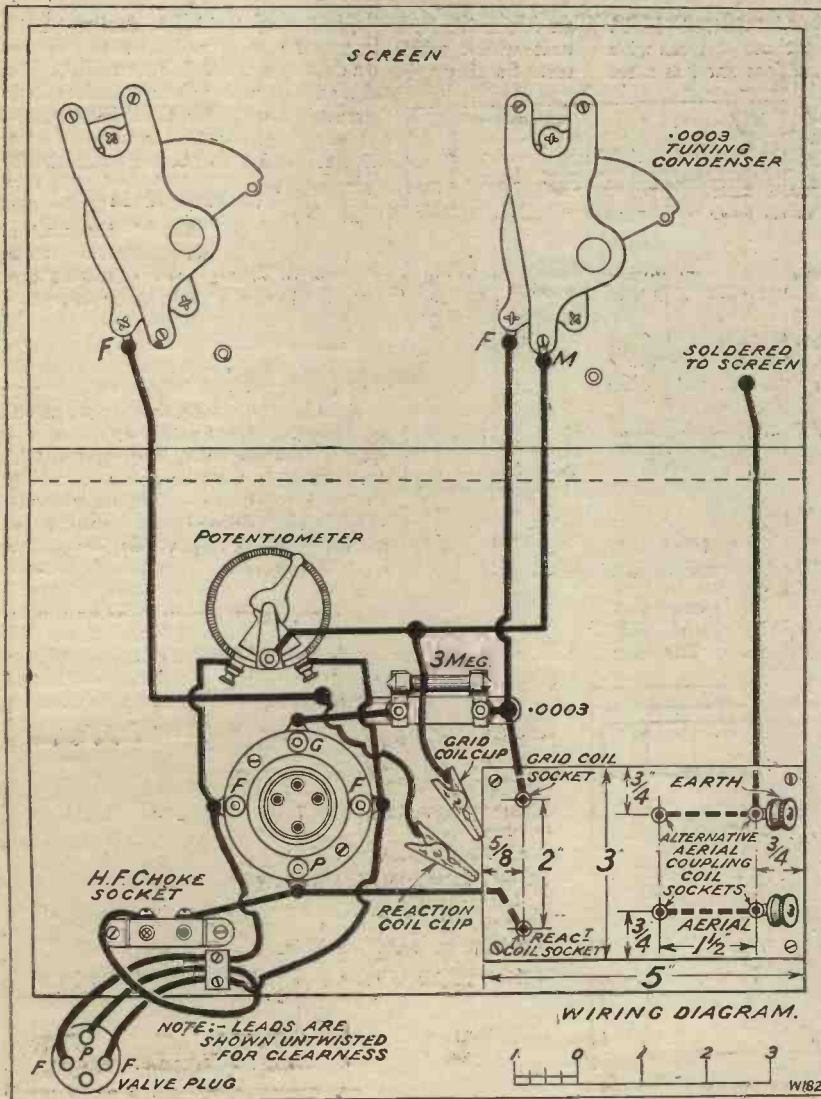 SCREEN
.0003
TUNING
CONDENSER
F
F
M
SOLDERED
TO SCREEN
POTENTIOMETER
3 MEG.
.0003
GRID
COIL CLIP
GRID COIL
SOCKET
3/4"
EARTH
G
F
F
P
5/8
2"
3"
ALTERNATIVE
AERIAL
COUPLING
COIL
SOCKETS
3/4
H.F. CHOKE
SOCKET
REACTION
COIL CLIP
REACT.
COIL SOCKET
3/4
AERIAL
1 1/2"
5"
NOTE:- LEADS ARE
SHOWN UNTWISTED
FOR CLEARNESS
WIRING DIAGRAM.
P
F
F
VALVE PLUG
1 0 1 2 3
W182